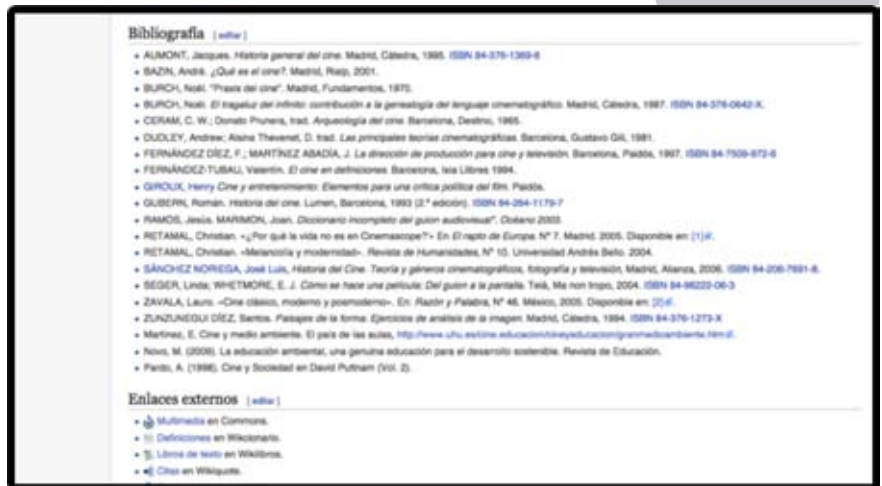 Bibliografía [editar]
AUMONT, Jacques. Historia general del cine. Madrid, Cátedra, 1995. ISBN 84-376-1369-6
BAZIN, André. ¿Qué es el cine?. Madrid, Rialp, 2001.
BURCH, Noël. "Praxis del cine". Madrid, Fundamentos, 1970.
BURCH, Noël. El tragaluz del infinito: contribución a la genealogía del lenguaje cinematográfico. Madrid, Cátedra, 1987. ISBN 84-376-0642-X.
CERAM, C. W.; Donato Prunera, trad. Arqueología del cine. Barcelona, Destino, 1965.
DUDLEY, Andrew; Alsina Thevenet, D. trad. Las principales teorías cinematográficas. Barcelona, Gustavo Gili, 1981.
FERNÁNDEZ DÍEZ, F.; MARTÍNEZ ABADÍA, J. La dirección de producción para cine y televisión. Barcelona, Paidós, 1997. ISBN 84-7509-972-6
FERNÁNDEZ-TUBAU, Valentín. El cine en definiciones. Barcelona, Ixia Llibres 1994.
GIROUX, Henry Cine y entretenimiento: Elementos para una crítica política del film. Paidós.
GUBERN, Román. Historia del cine. Lumen, Barcelona, 1993 (2.ª edición). ISBN 84-264-1179-7
RAMOS, Jesús. MARIMON, Joan. Diccionario incompleto del guion audiovisual". Océano 2003.
RETAMAL, Christian. «¿Por qué la vida no es en Cinemascope?» En El rapto de Europa. Nº 7. Madrid. 2005. Disponible en: [1].
RETAMAL, Christian. «Melancolía y modernidad». Revista de Humanidades, Nº 10. Universidad Andrés Bello. 2004.
SÁNCHEZ NORIEGA, José Luis, Historia del Cine. Teoría y géneros cinematográficos, fotografía y televisión, Madrid, Alianza, 2006. ISBN 84-206-7691-8.
SEGER, Linda; WHETMORE, E. J. Cómo se hace una película: Del guion a la pantalla. Teià, Ma non tropo, 2004. ISBN 84-96222-06-3
ZAVALA, Lauro. «Cine clásico, moderno y posmoderno». En: Razón y Palabra, Nº 46. México, 2005. Disponible en: [2].
ZUNZUNEGUI DÍEZ, Santos. Paisajes de la forma: Ejercicios de análisis de la imagen. Madrid, Cátedra, 1994. ISBN 84-376-1273-X
Martínez, E. Cine y medio ambiente. El país de las aulas, http://www.uhu.es/cine.educacion/cineyeducacion/granmedioambiente.htm.
Novo, M. (2009). La educación ambiental, una genuina educación para el desarrollo sostenible. Revista de Educación.
Pardo, A. (1998). Cine y Sociedad en David Puttnam (Vol. 2).
Enlaces externos [editar]
Multimedia en Commons.
Definiciones en Wikcionario.
Libros de texto en Wikilibros.
Citas en Wikiquote.